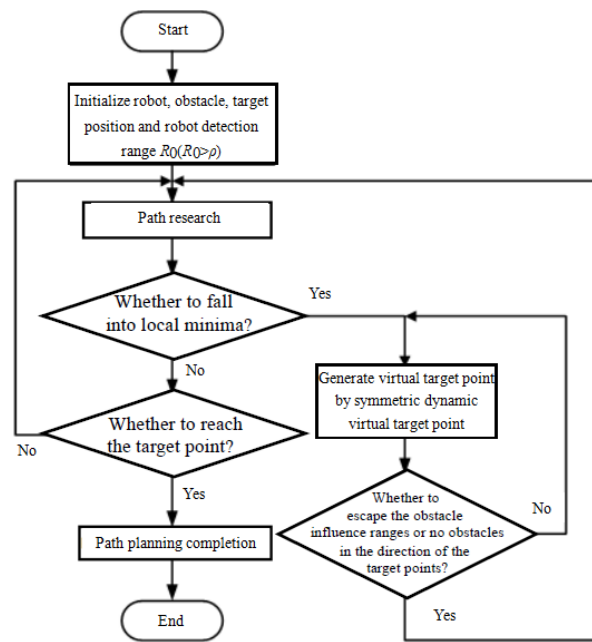 Start
Initialize robot, obstacle, target
position and robot detection
range R0(R0>ρ)
Path research
Whether to fall
into local minima?
Yes
No
Generate virtual target point
by symmetric dynamic
virtual target point
Whether to reach
the target point?
No
Yes
Whether to
escape the obstacle
influence ranges or no obstacles
in the direction of the
target points?
No
Yes
Path planning completion
End